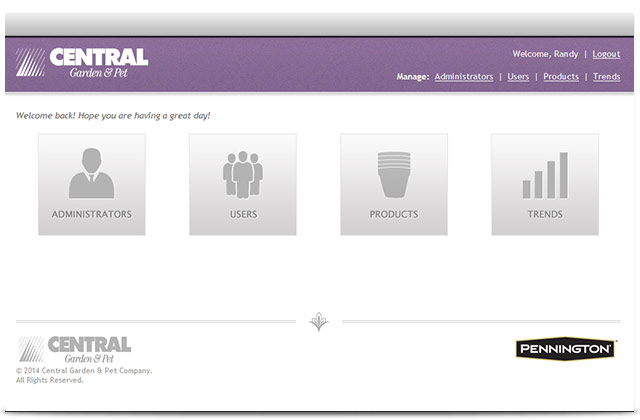 CENTRAL
Garden & Pet
Welcome, Randy | Logout
Manage: Administrators | Users | Products | Trends
Welcome back! Hope you are having a great day!
ADMINISTRATORS
USERS
PRODUCTS
TRENDS
CENTRAL
Garden & Pet
© 2014 Central Garden & Pet Company.
All Rights Reserved.
PENNINGTON